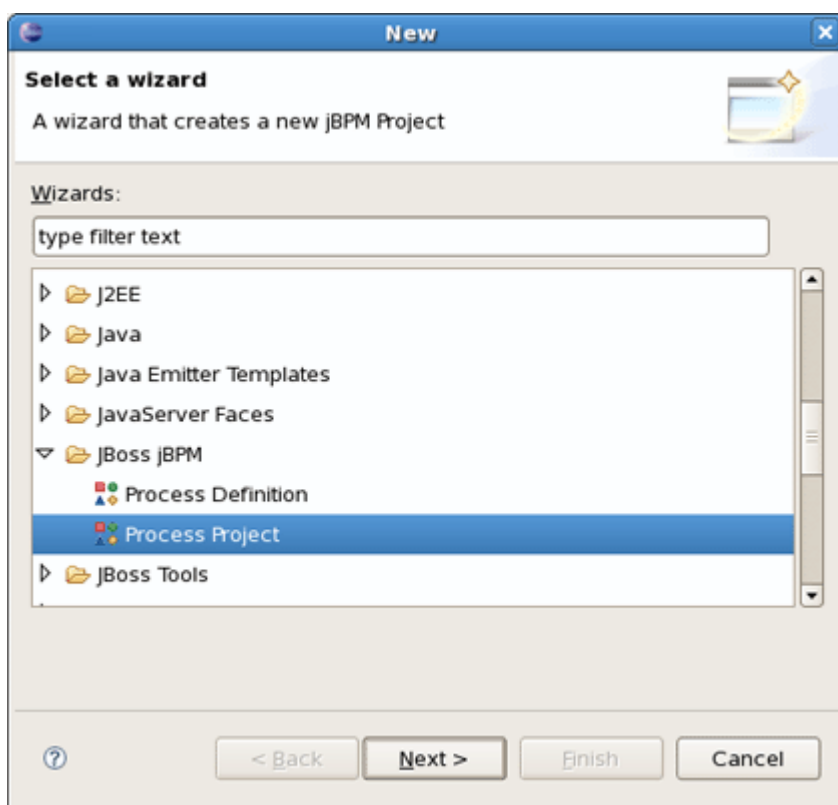 New
Select a wizard
A wizard that creates a new jBPM Project
Wizards:
type filter text
J2EE
Java
Java Emitter Templates
JavaServer Faces
JBoss jBPM
Process Definition
Process Project
JBoss Tools
? < Back Next > Finish Cancel